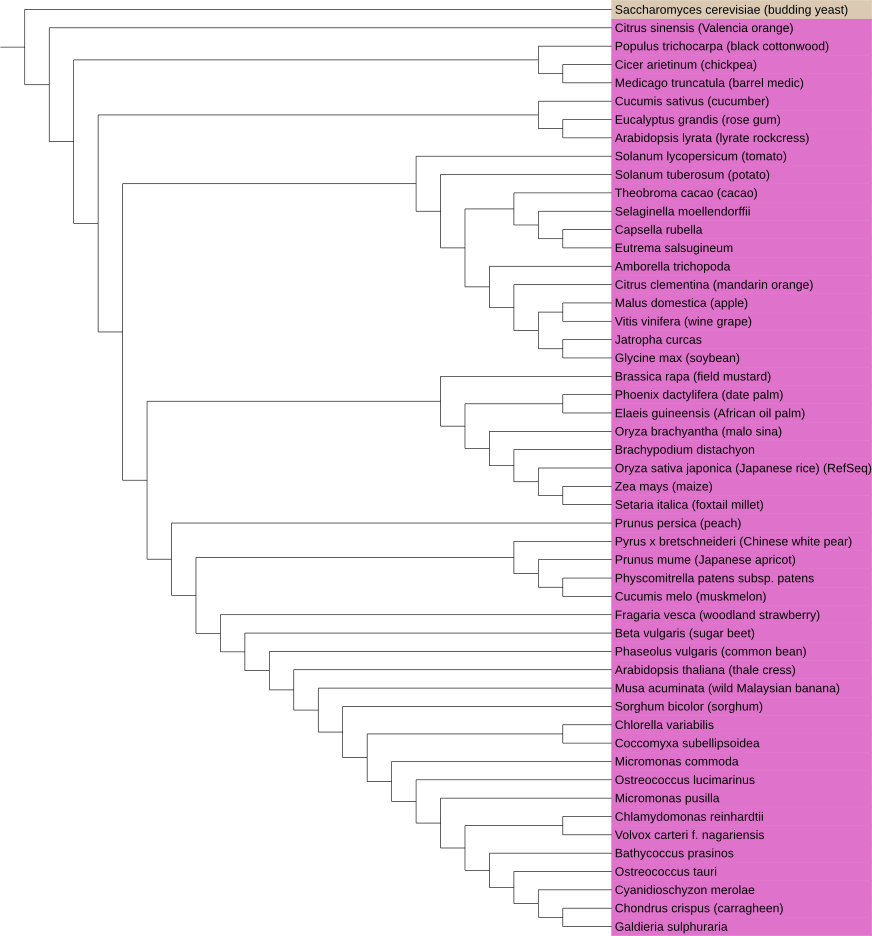 Saccharomyces cerevisiae (budding yeast)
Citrus sinensis (Valencia orange)
Populus trichocarpa (black cottonwood)
Cicer arietinum (chickpea)
Medicago truncatula (barrel medic)
Cucumis sativus (cucumber)
Eucalyptus grandis (rose gum)
Arabidopsis lyrata (lyrate rockcress)
Solanum lycopersicum (tomato)
Solanum tuberosum (potato)
Theobroma cacao (cacao)
Selaginella moellendorffii
Capsella rubella
Eutrema salsugineum
Amborella trichopoda
Citrus clementina (mandarin orange)
Malus domestica (apple)
Vitis vinifera (wine grape)
Jatropha curcas
Glycine max (soybean)
Brassica rapa (field mustard)
Phoenix dactylifera (date palm)
Elaeis guineensis (African oil palm)
Oryza brachyantha (malo sina)
Brachypodium distachyon
Oryza sativa japonica (Japanese rice) (RefSeq)
Zea mays (maize)
Setaria italica (foxtail millet)
Prunus persica (peach)
Pyrus x bretschneideri (Chinese white pear)
Prunus mume (Japanese apricot)
Physcomitrella patens subsp. patens
Cucumis melo (muskmelon)
Fragaria vesca (woodland strawberry)
Beta vulgaris (sugar beet)
Phaseolus vulgaris (common bean)
Arabidopsis thaliana (thale cress)
Musa acuminata (wild Malaysian banana)
Sorghum bicolor (sorghum)
Chlorella variabilis
Coccomyxa subellipsoidea
Micromonas commoda
Ostreococcus lucimarinus
Micromonas pusilla
Chlamydomonas reinhardtii
Volvox carteri f. nagariensis
Bathycoccus prasinos
Ostreococcus tauri
Cyanidioschyzon merolae
Chondrus crispus (carragheen)
Galdieria sulphuraria